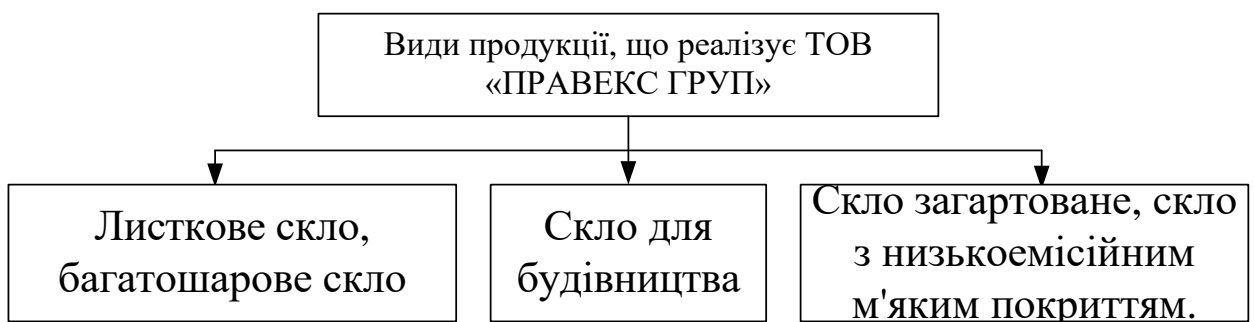 Види продукції, що реалізує ТОВ
«ПРАВЕКС ГРУП»
Листкове скло,
багатошарове скло
Скло для
будівництва
Скло загартоване, скло
з низькоемісійним
м'яким покриттям.